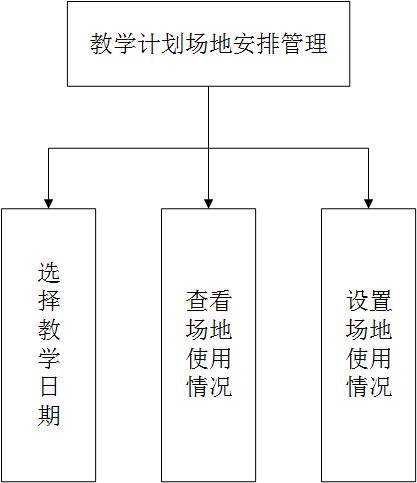 教学计划场地安排管理
选
择
教
学
日
期
查看
场地
使用
情况
设置
场地
使用
情况